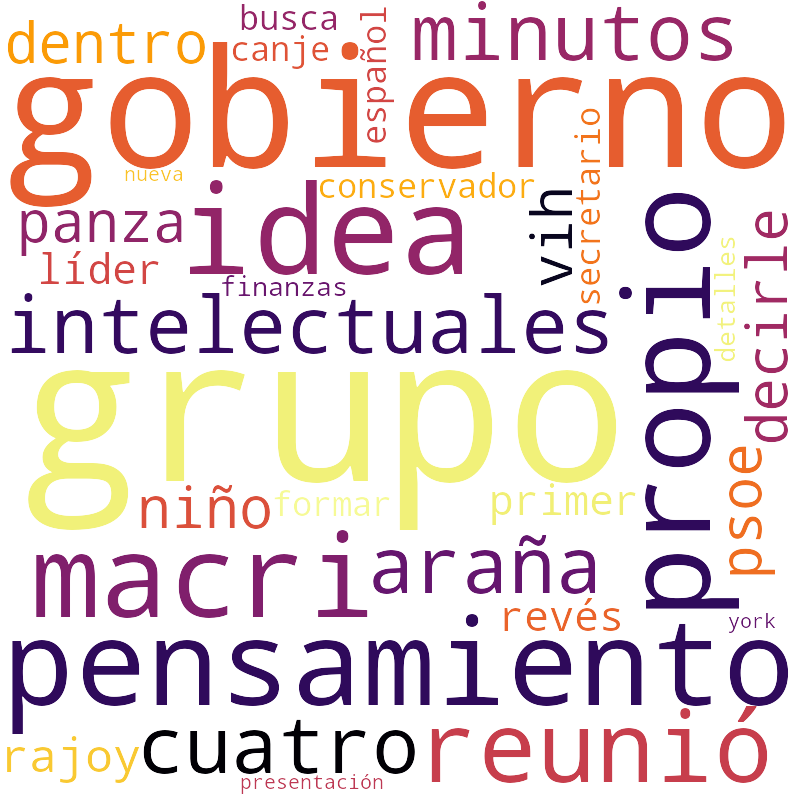 busca
minutos
dentro
canje
español
gobierno
nueva
conservador
secretario
panza
idea
vih
propio
decirle
líder
finanzas
detalles
intelectuales
grupo
psoe
niño
formar
primer
macri
araña
revés
york
pensamiento
rajoy
cuatro
reunió
presentación